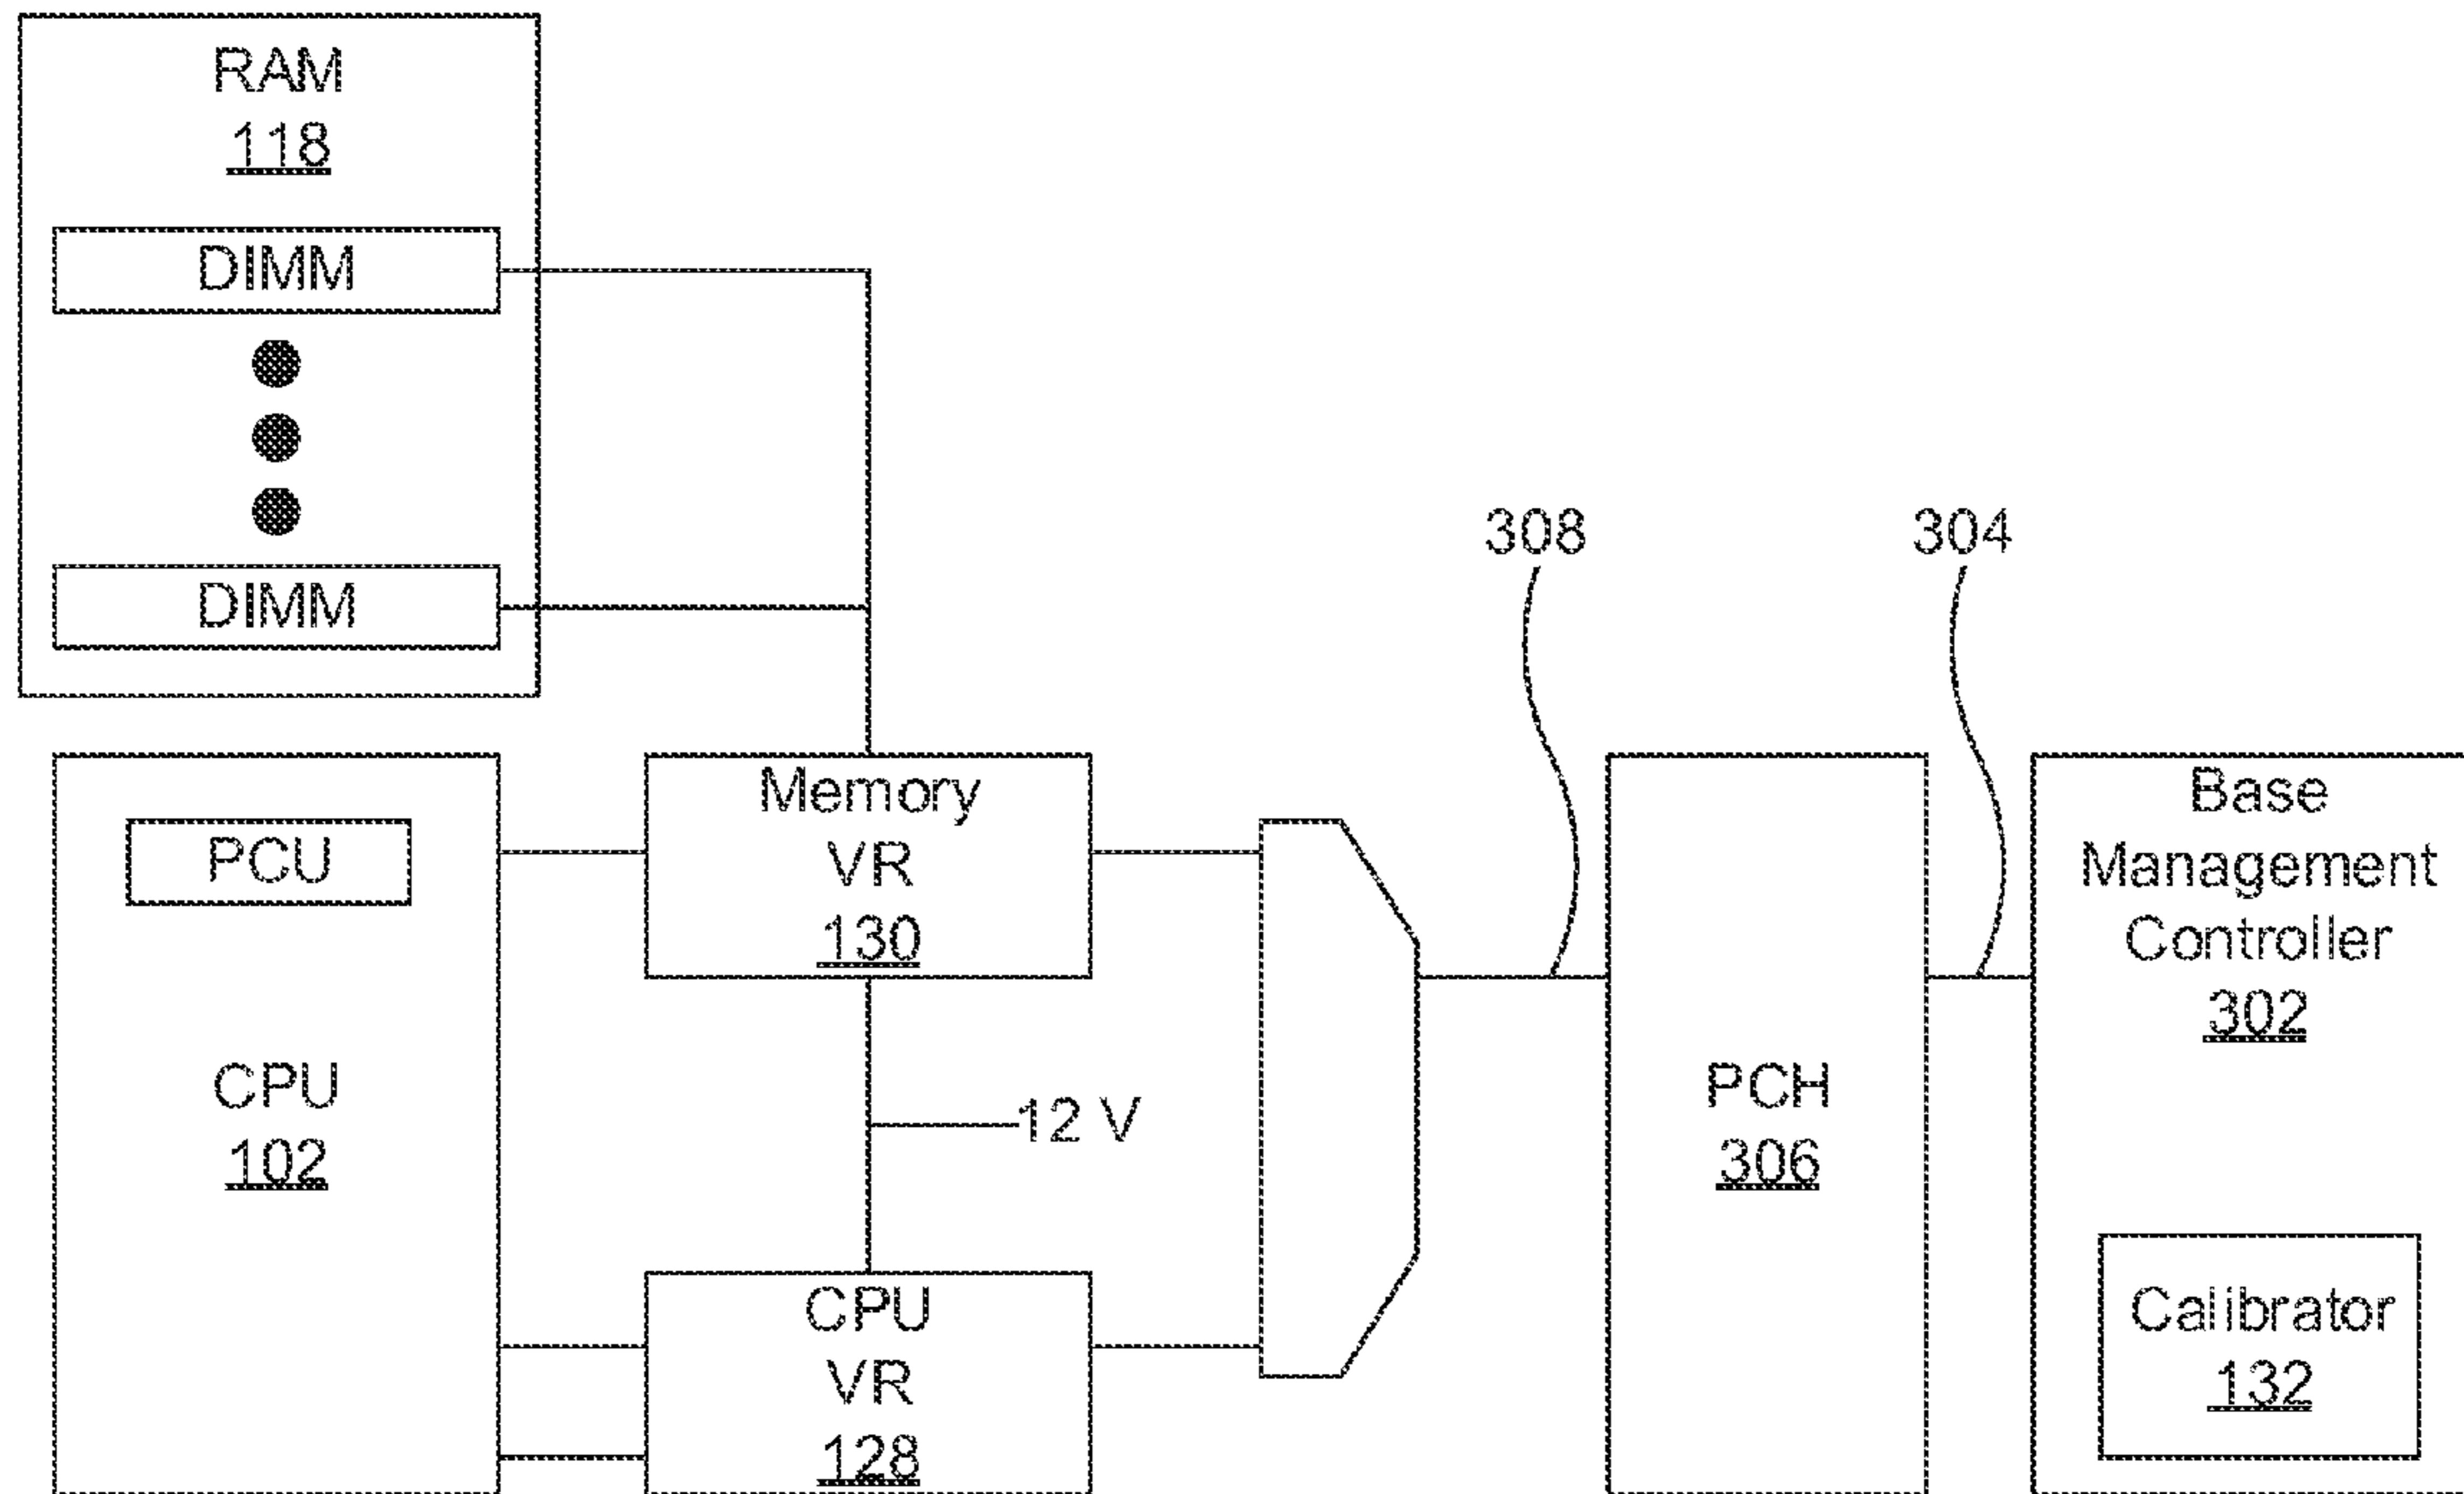 RAM
118
DIMM
DIMM
308
304
PCU
CPU
102
Memory
VR
130
12 V
CPU
VR
128
PCH
306
Base
Management
Controller
302
Calibrator
132